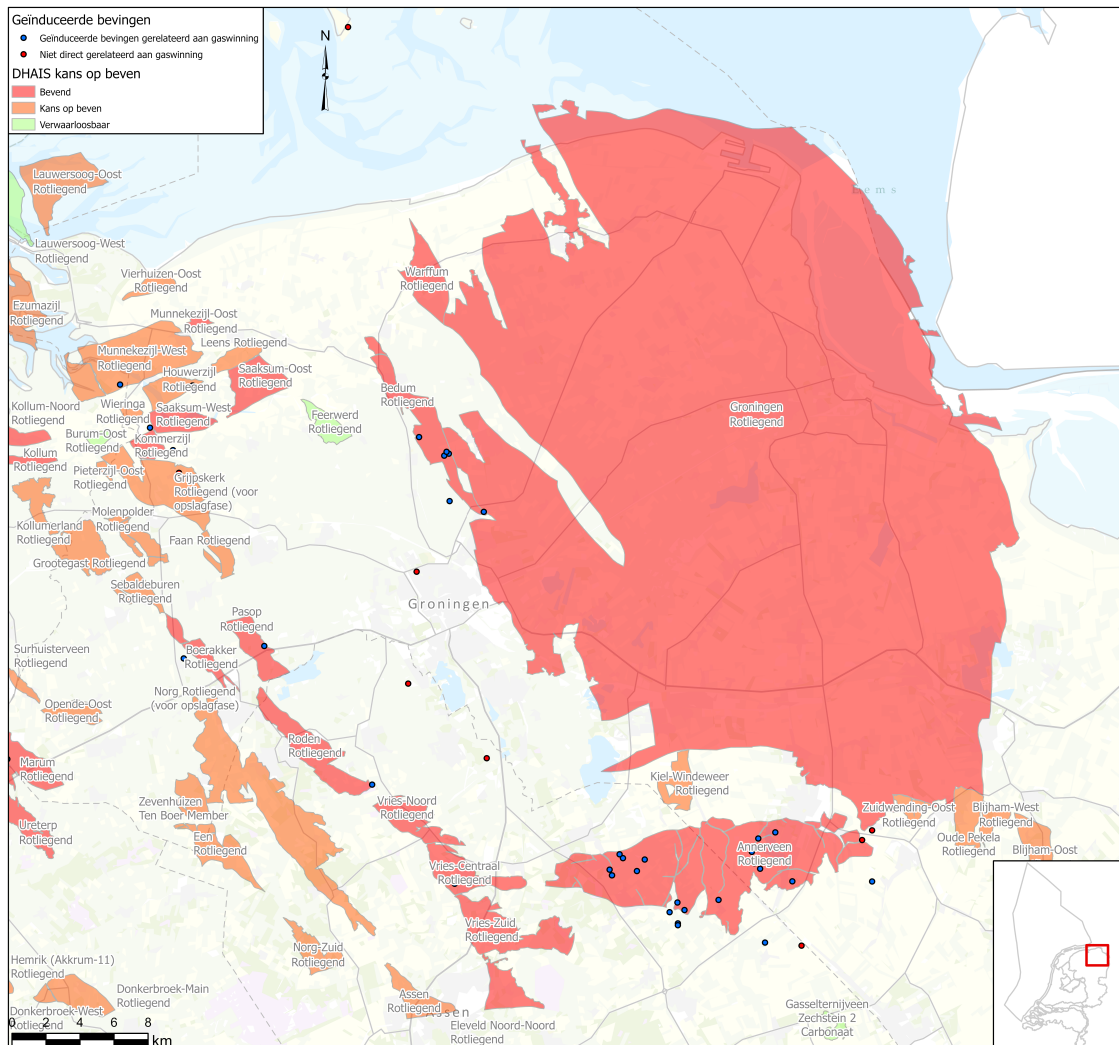 Geïnduceerde bevingen
Geïnduceerde bevingen gerelateerd aan gaswinning
Niet direct gerelateerd aan gaswinning
DHAIS kans op beven
Bevend
Kans op beven
Verwaarloosbaar
N
Eems
Lauwersoog-Oost
Rotliegend
Lauwersoog-West
Rotliegend
Vierhuizen-Oost
Rotliegend
Warffum
Rotliegend
Ezumazijl
Rotliegend
Munnekezijl-Oost
Rotliegend
Leens Rotliegend
Munnekezijl-West
Rotliegend
Houwerzijl
Rotliegend
Saaksum-Oost
Rotliegend
Bedum
Rotliegend
Groningen
Rotliegend
Kollum-Noord
Rotliegend
Wieringa
Rotliegend
Saaksum-West
Rotliegend
Feerwerd
Rotliegend
Burum-Oost
Rotliegend
Kommerzijl
Rotliegend
Kollum
Rotliegend
Pieterzijl-Oost
Rotliegend
Grijpskerk
Rotliegend (voor
opslagfase)
Molenpolder
Rotliegend
Kollumerland
Rotliegend
Faan Rotliegend
Grootegast Rotliegend
Sebaldeburen
Rotliegend
Groningen
Pasop
Rotliegend
Surhuisterveen
Rotliegend
Boerakker
Rotliegend
Norg Rotliegend
(voor opslagfase)
Opende-Oost
Rotliegend
Roden
Rotliegend
Marum
Rotliegend
Kiel-Windeweer
Rotliegend
Zevenhuizen
Ten Boer Member
Vries-Noord
Rotliegend
Zuidwending-Oost
Rotliegend
Blijham-West
Rotliegend
Ureterp
Rotliegend
Een
Rotliegend
Oude Pekela
Rotliegend
Blijham-Oost
Annerveen
Rotliegend
Vries-Centraal
Rotliegend
Vries-Zuid
Rotliegend
Norg-Zuid
Rotliegend
Hemrik (Akkrum-11)
Rotliegend
Donkerbroek-Main
Rotliegend
Assen
Rotliegend
Donkerbroek-West
Rotliegend
Assen
Eleveld Noord-Noord
Rotliegend
Gasselternijveen
Zechstein 2
Carbonaat
0 2 4 6 8
km